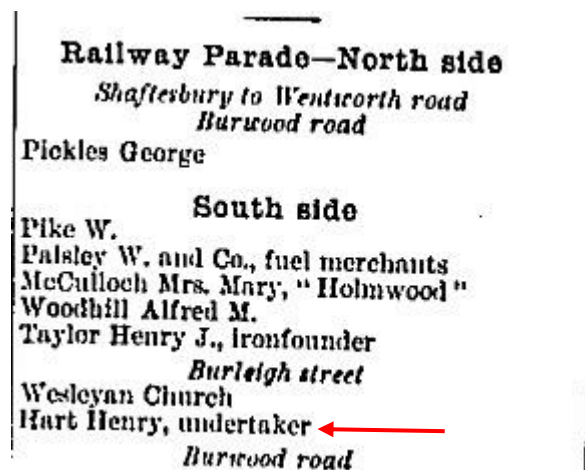 Railway Parade—North side
Shaftesbury to Wentworth road
Burwood road
Pickles George
South side
Pike W.
Palsley W. and Co., fuel merchants
McCulloch Mrs. Mary, "Holmwood"
Woodhill Alfred M.
Taylor Henry J., ironfounder
Burleigh street
Wesleyan Church
Hart Henry, undertaker
Burwood road